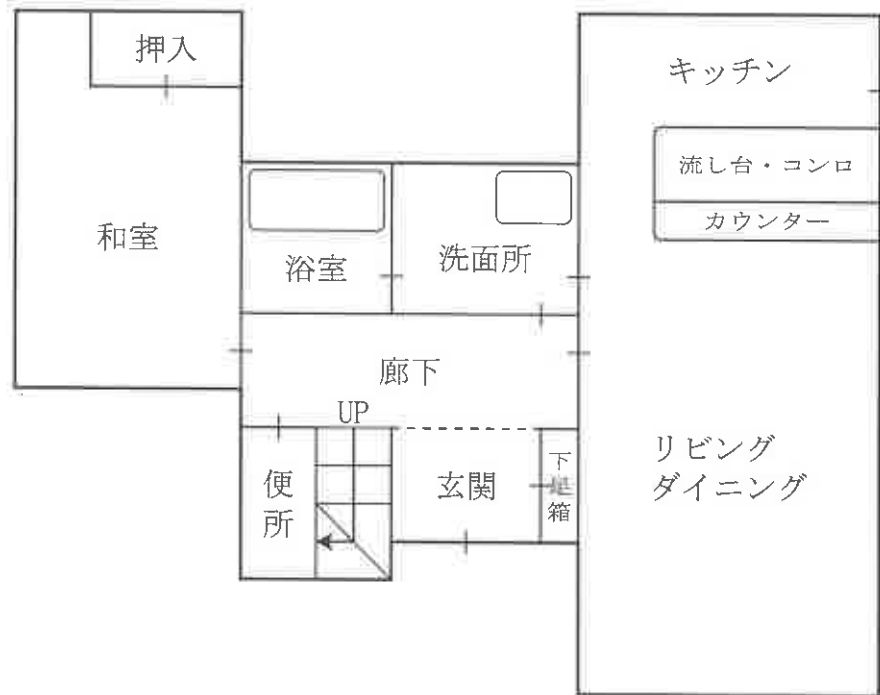 押入
キッチン
流し台・コンロ
カウンター
和室
浴室
洗面所
廊下
UP
便
所
玄関
下
足
箱
リビング
ダイニング